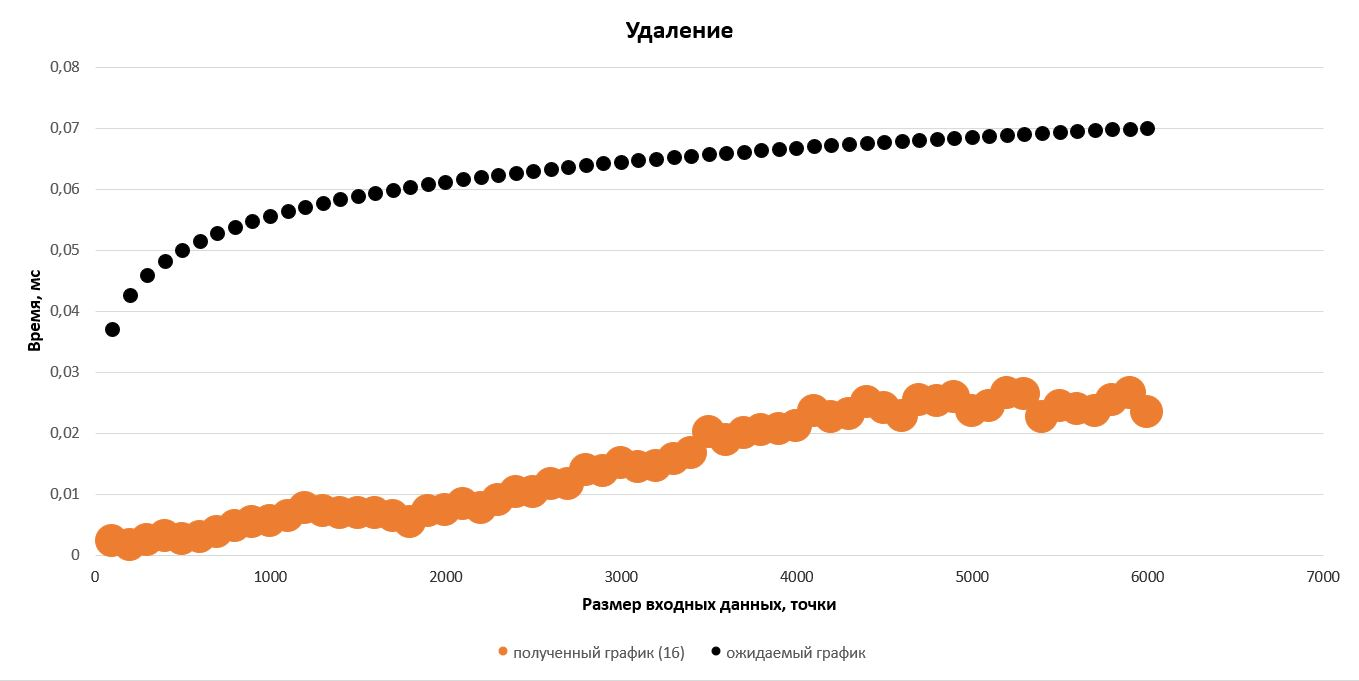 Удаление
0,08
0,07
0,06
0,05
0,04
0,03
0,02
0,01
0
Время, мс
0 1000 2000 3000 4000 5000 6000 7000
Размер входных данных, точки
полученный график (16) ожидаемый график